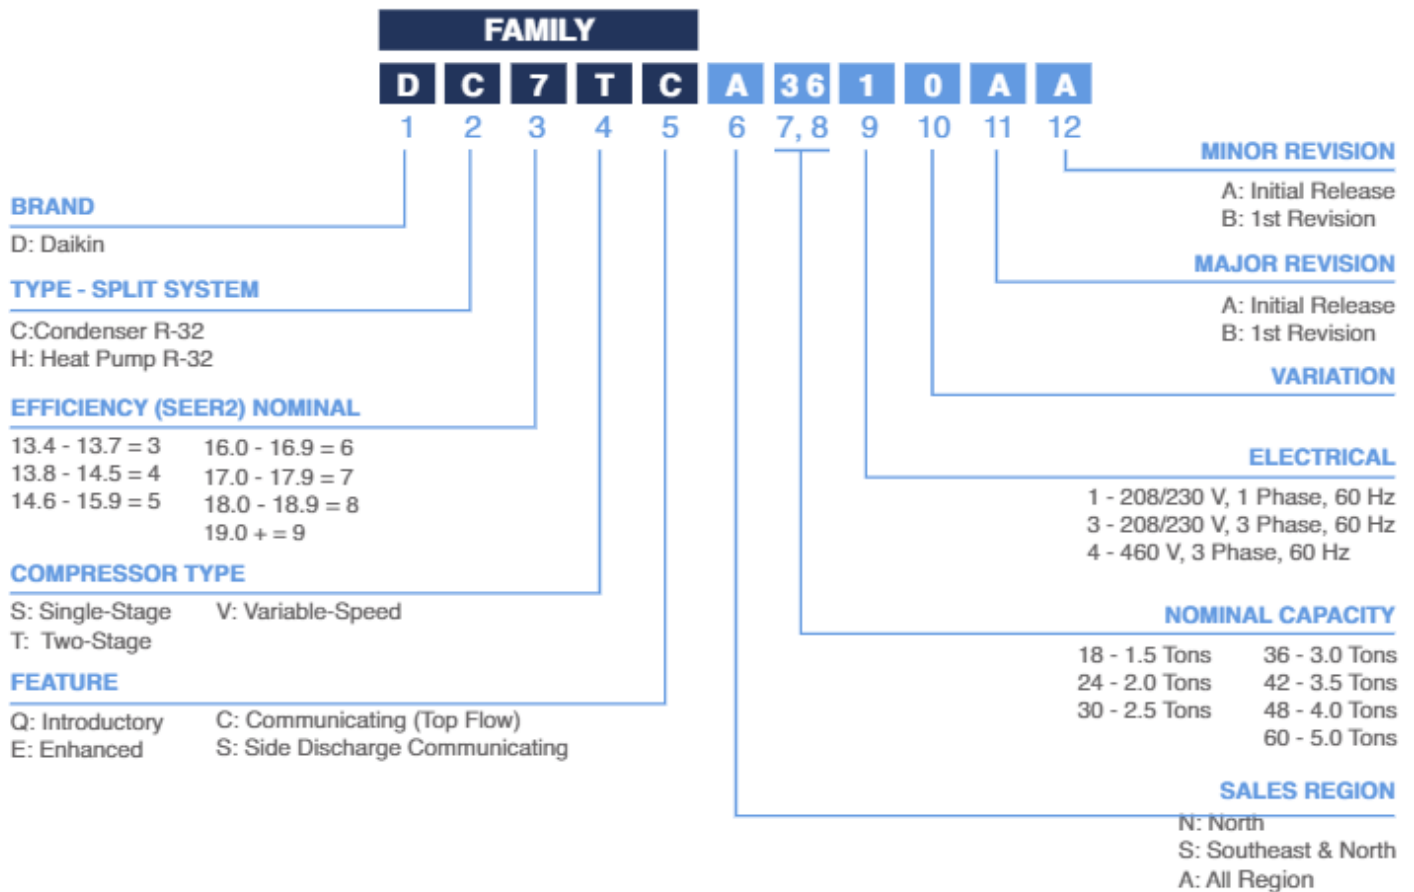 FAMILY
D C 7 T C A 36 1 0 A A
1 2 3 4 5 6 7, 8 9 10 11 12
BRAND
D: Daikin
TYPE - SPLIT SYSTEM
C:Condenser R-32
H: Heat Pump R-32
EFFICIENCY (SEER2) NOMINAL
13.4 - 13.7 = 3
13.8 - 14.5 = 4
14.6 - 15.9 = 5
16.0 - 16.9 = 6
17.0 - 17.9 = 7
18.0 - 18.9 = 8
19.0 + = 9
COMPRESSOR TYPE
S: Single-Stage
T: Two-Stage
V: Variable-Speed
FEATURE
Q: Introductory
E: Enhanced
C: Communicating (Top Flow)
S: Side Discharge Communicating
MINOR REVISION
A: Initial Release
B: 1st Revision
MAJOR REVISION
A: Initial Release
B: 1st Revision
VARIATION
ELECTRICAL
1 - 208/230 V, 1 Phase, 60 Hz
3 - 208/230 V, 3 Phase, 60 Hz
4 - 460 V, 3 Phase, 60 Hz
NOMINAL CAPACITY
18 - 1.5 Tons
24 - 2.0 Tons
30 - 2.5 Tons
36 - 3.0 Tons
42 - 3.5 Tons
48 - 4.0 Tons
60 - 5.0 Tons
SALES REGION
N: North
S: Southeast & North
A: All Region